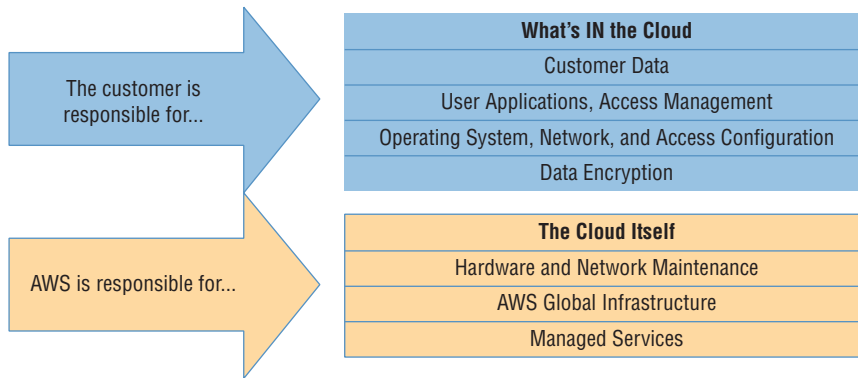 The customer is
responsible for...
What's IN the Cloud
Customer Data
User Applications, Access Management
Operating System, Network, and Access Configuration
Data Encryption
AWS is responsible for...
The Cloud Itself
Hardware and Network Maintenance
AWS Global Infrastructure
Managed Services